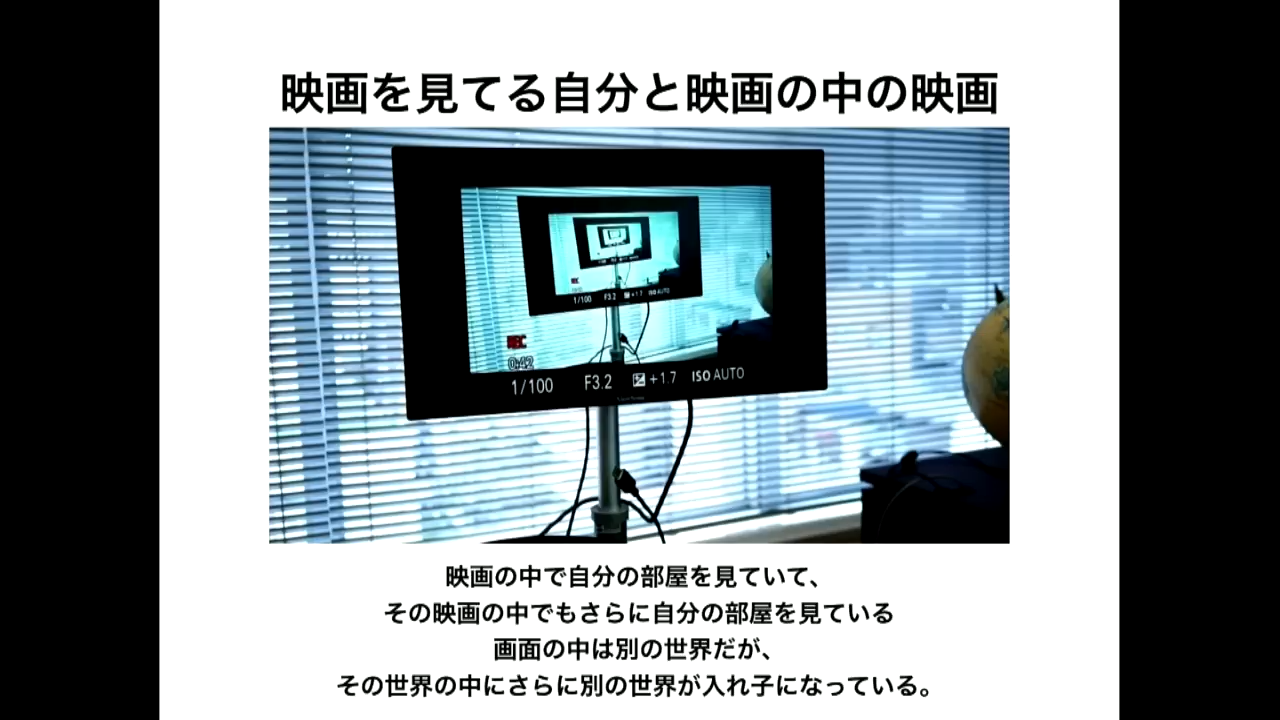 映画を見てる自分と映画の中の映画
REC
0:42
1/100 F3.2 +1.7 ISO AUTO
REC
1/100 F3.2 +1.7 ISO AUTO
映画の中で自分の部屋を見ていて、
その映画の中でもさらに自分の部屋を見ている
画面の中は別の世界だが、
その世界の中にさらに別の世界が入れ子になっている。